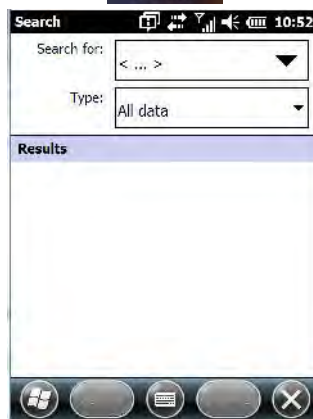 Search 10:52
Search for: < ... >
Type: All data
Results